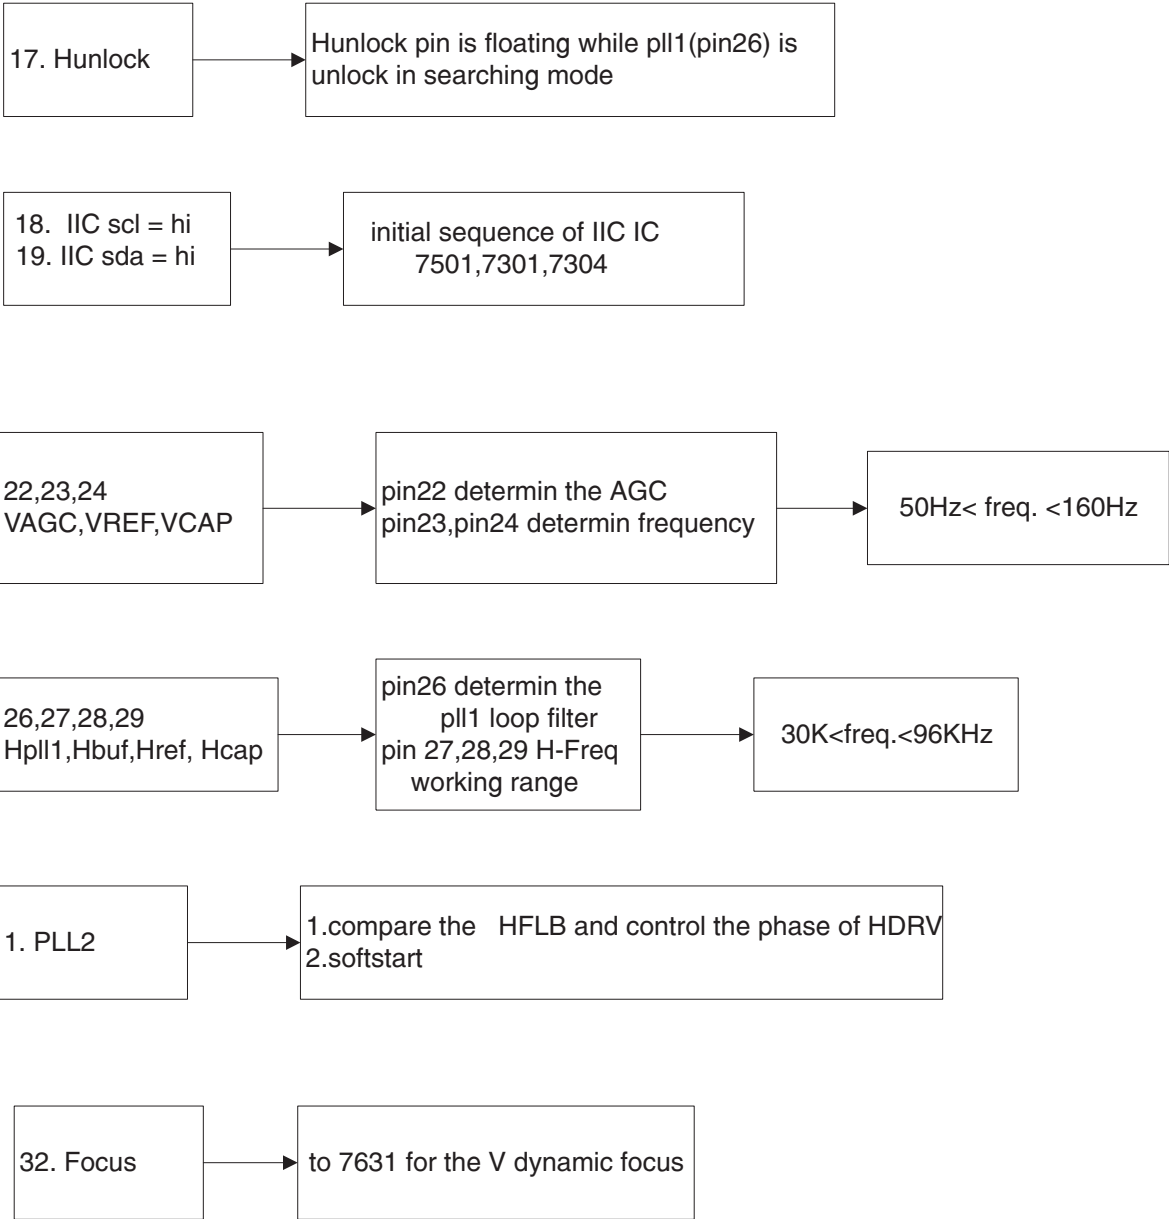 17. Hunlock
Hunlock pin is floating while pll1(pin26) is
unlock in searching mode
18. IIC scl = hi
19. IIC sda = hi
initial sequence of IIC IC
7501,7301,7304
22,23,24
VAGC,VREF,VCAP
pin22 determin the AGC
pin23,pin24 determin frequency
50Hz< freq. <160Hz
26,27,28,29
Hpll1,Hbuf,Href, Hcap
pin26 determin the
pll1 loop filter
pin 27,28,29 H-Freq
working range
30K<freq.<96KHz
1. PLL2
1.compare the HFLB and control the phase of HDRV
2.softstart
32. Focus
to 7631 for the V dynamic focus